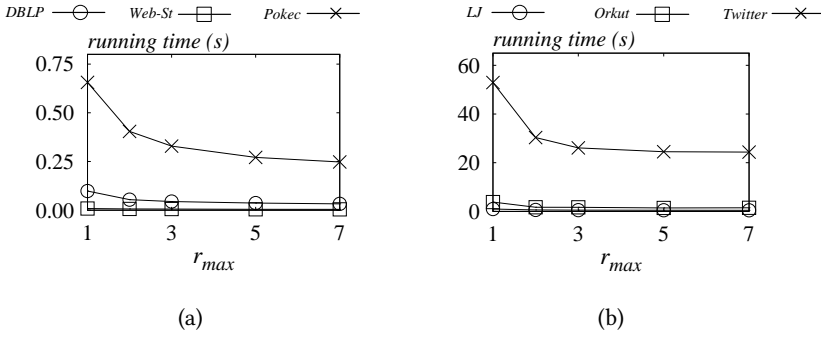 DBLP Web-St Pokec
running time (s)
0.75
0.50
0.25
0.00
1 3 5 7
r_max
(a)
LJ Orkut Twitter
running time (s)
60
40
20
0
1 3 5 7
r_max
(b)